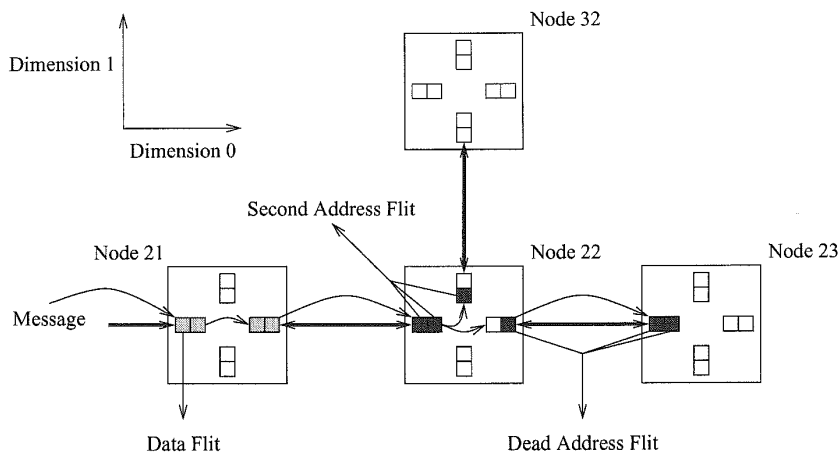 Node 32
Dimension 1
Dimension 0
Second Address Flit
Node 21
Node 22
Node 23
Message
Data Flit
Dead Address Flit